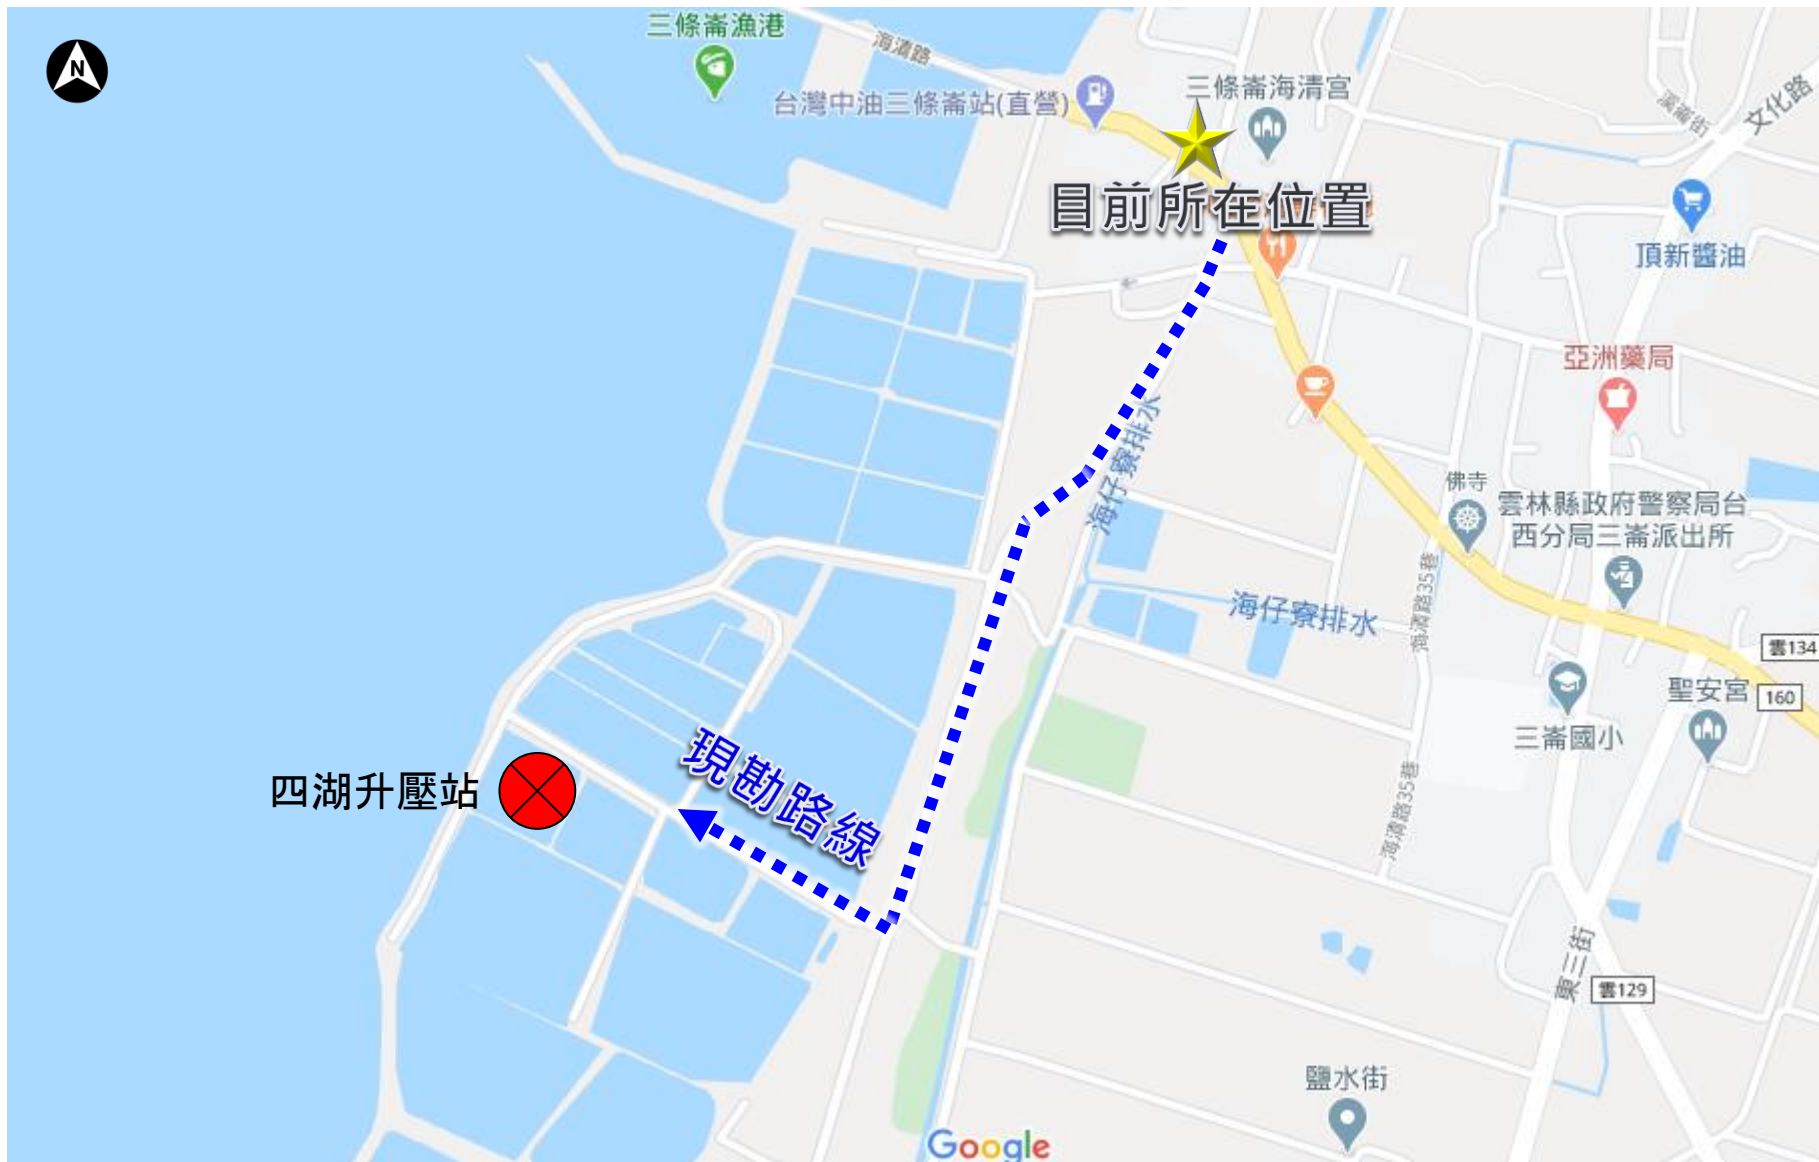 N
三條崙漁港
海清路
台灣中油三條崙站(直營)
三條崙海清宮
溪崙街
文化路
目前所在位置
頂新醬油
亞洲藥局
海仔寮排水
佛寺
雲林縣政府警察局台
西分局三崙派出所
海清路35巷
海仔寮排水
雲134
160
聖安宮
三崙國小
現勘路線
四湖升壓站
海清路35巷
東三街
雲129
鹽水街
Google